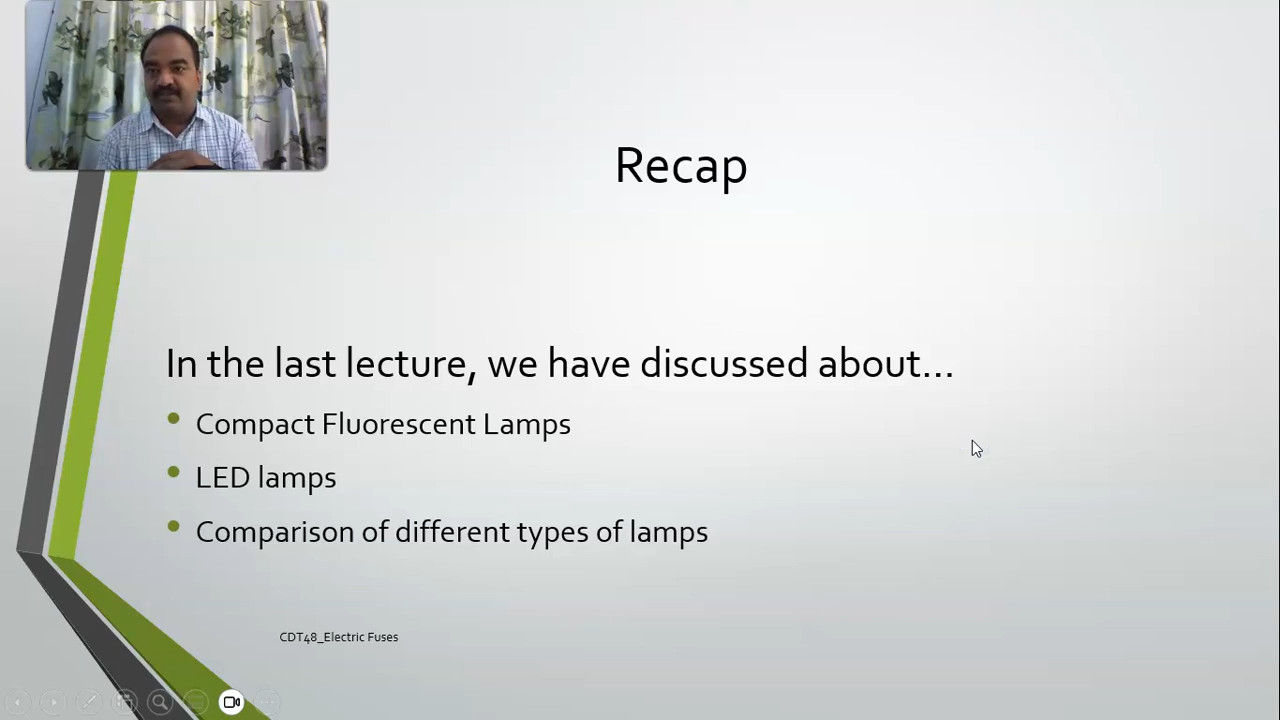 Recap
In the last lecture, we have discussed about...
Compact Fluorescent Lamps
LED lamps
Comparison of different types of lamps
CDT48_Electric Fuses